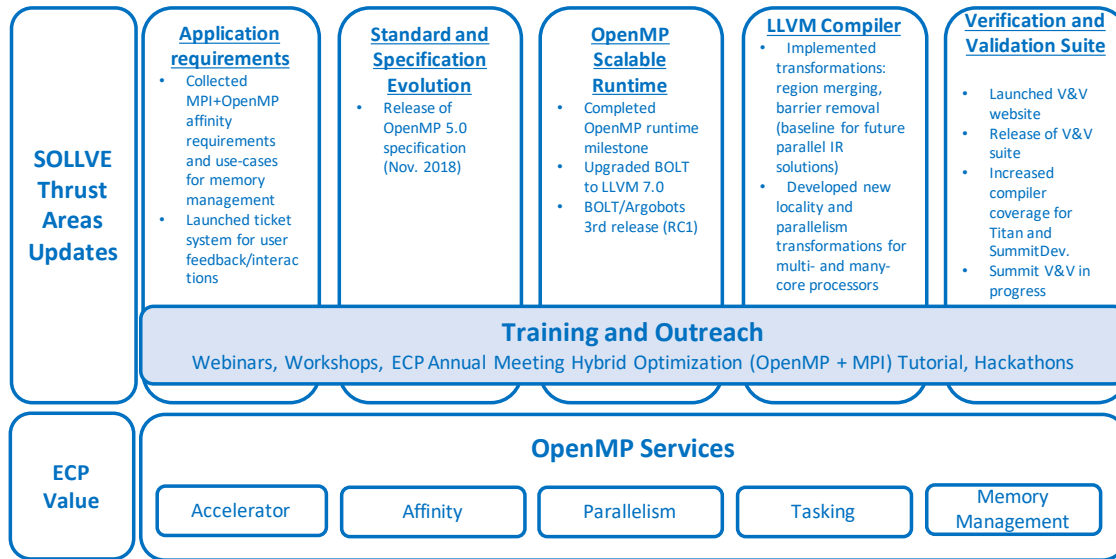 SOLLVE
Thrust
Areas
Updates
Application
requirements
• Collected
MPI+OpenMP
affinity
requirements
and use-cases
for memory
management
• Launched ticket
system for user
feedback/interac
tions
Standard and
Specification
Evolution
• Release of
OpenMP 5.0
specification
(Nov. 2018)
OpenMP
Scalable
Runtime
• Completed
OpenMP runtime
milestone
• Upgraded BOLT
to LLVM 7.0
• BOLT/Argobots
3rd release (RC1)
LLVM Compiler
• Implemented
transformations:
region merging,
barrier removal
(baseline for future
parallel IR
solutions)
• Developed new
locality and
parallelism
transformations for
multi- and many-
core processors
Verification and
Validation Suite
• Launched V&V
website
• Release of V&V
suite
• Increased
compiler
coverage for
Titan and
SummitDev.
• Summit V&V in
progress
Training and Outreach
Webinars, Workshops, ECP Annual Meeting Hybrid Optimization (OpenMP + MPI) Tutorial, Hackathons
ECP
Value
OpenMP Services
Accelerator
Affinity
Parallelism
Tasking
Memory
Management